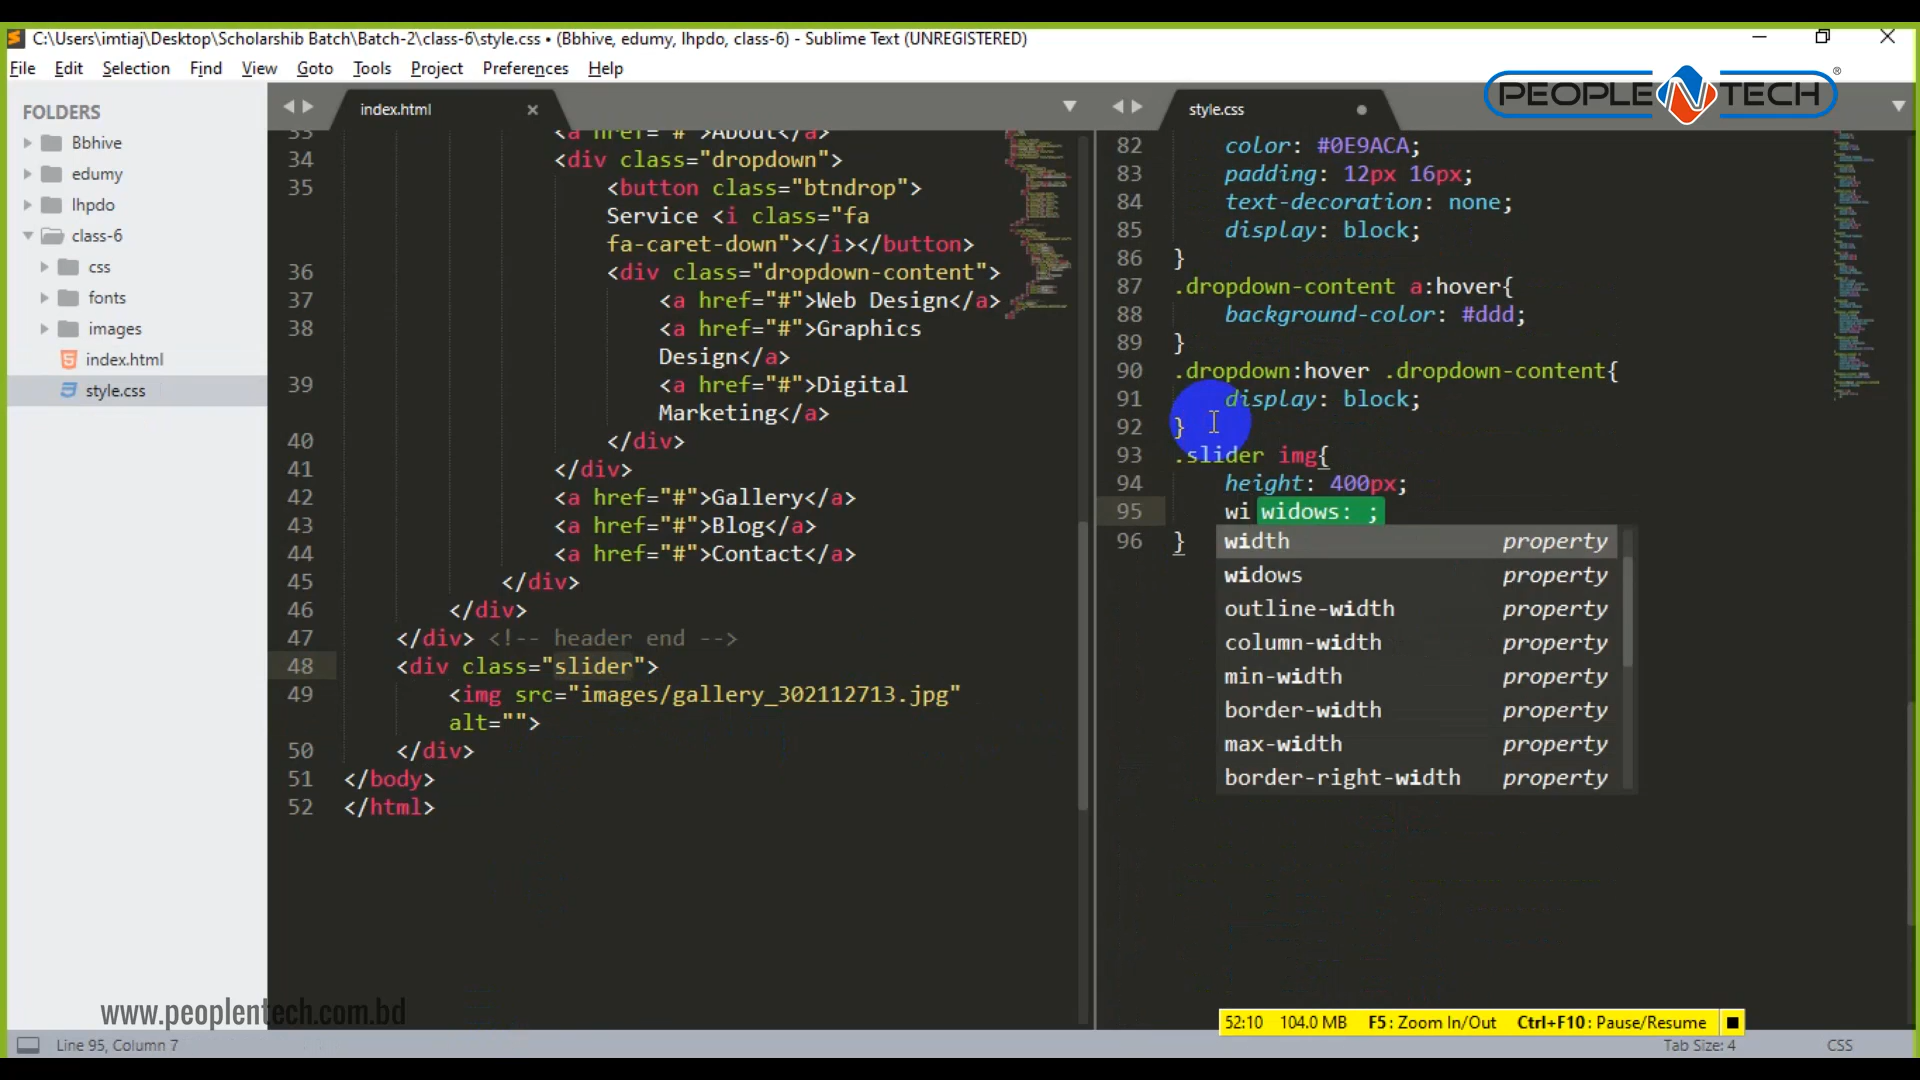 C:\Users\imtiaj\Desktop\Scholarshib Batch\Batch-2\class-6\style.css • (Bbhive, edumy, lhpdo, class-6) - Sublime Text (UNREGISTERED)
File Edit Selection Find View Goto Tools Project Preferences Help
PEOPLE N TECH ®
FOLDERS
Bbhive
edumy
lhpdo
class-6
css
fonts
images
index.html
style.css
index.html
33 <a href="#">About</a>
34 <div class="dropdown">
35 <button class="btndrop">
Service <i class="fa
fa-caret-down"></i></button>
36 <div class="dropdown-content">
37 <a href="#">Web Design</a>
38 <a href="#">Graphics
Design</a>
39 <a href="#">Digital
Marketing</a>
40 </div>
41 </div>
42 <a href="#">Gallery</a>
43 <a href="#">Blog</a>
44 <a href="#">Contact</a>
45 </div>
46 </div>
47 </div> <!-- header end -->
48 <div class="slider">
49 <img src="images/gallery_302112713.jpg"
alt="">
50 </div>
51 </body>
52 </html>
style.css
82 color: #0E9ACA;
83 padding: 12px 16px;
84 text-decoration: none;
85 display: block;
86 }
87 .dropdown-content a:hover{
88 background-color: #ddd;
89 }
90 .dropdown:hover .dropdown-content{
91 display: block;
92 }
93 .slider img{
94 height: 400px;
95 wi widows: ;
96 }
width property
widows property
outline-width property
column-width property
min-width property
border-width property
max-width property
border-right-width property
www.peoplentech.com.bd
52:10 104.0 MB F5: Zoom In/Out Ctrl+F10: Pause/Resume
Line 95, Column 7
Tab Size: 4
CSS